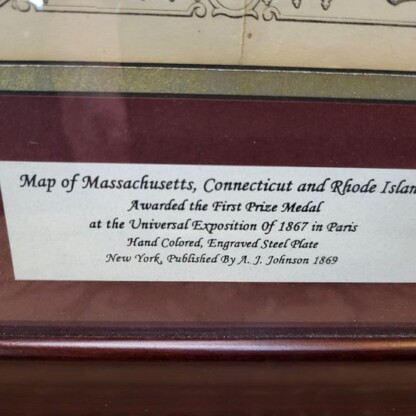 Map of Massachusetts, Connecticut and Rhode Islan
Awarded the First Prize Medal
at the Universal Exposition Of 1867 in Paris
Hand Colored, Engraved Steel Plate
New York, Published By A. J. Johnson 1869